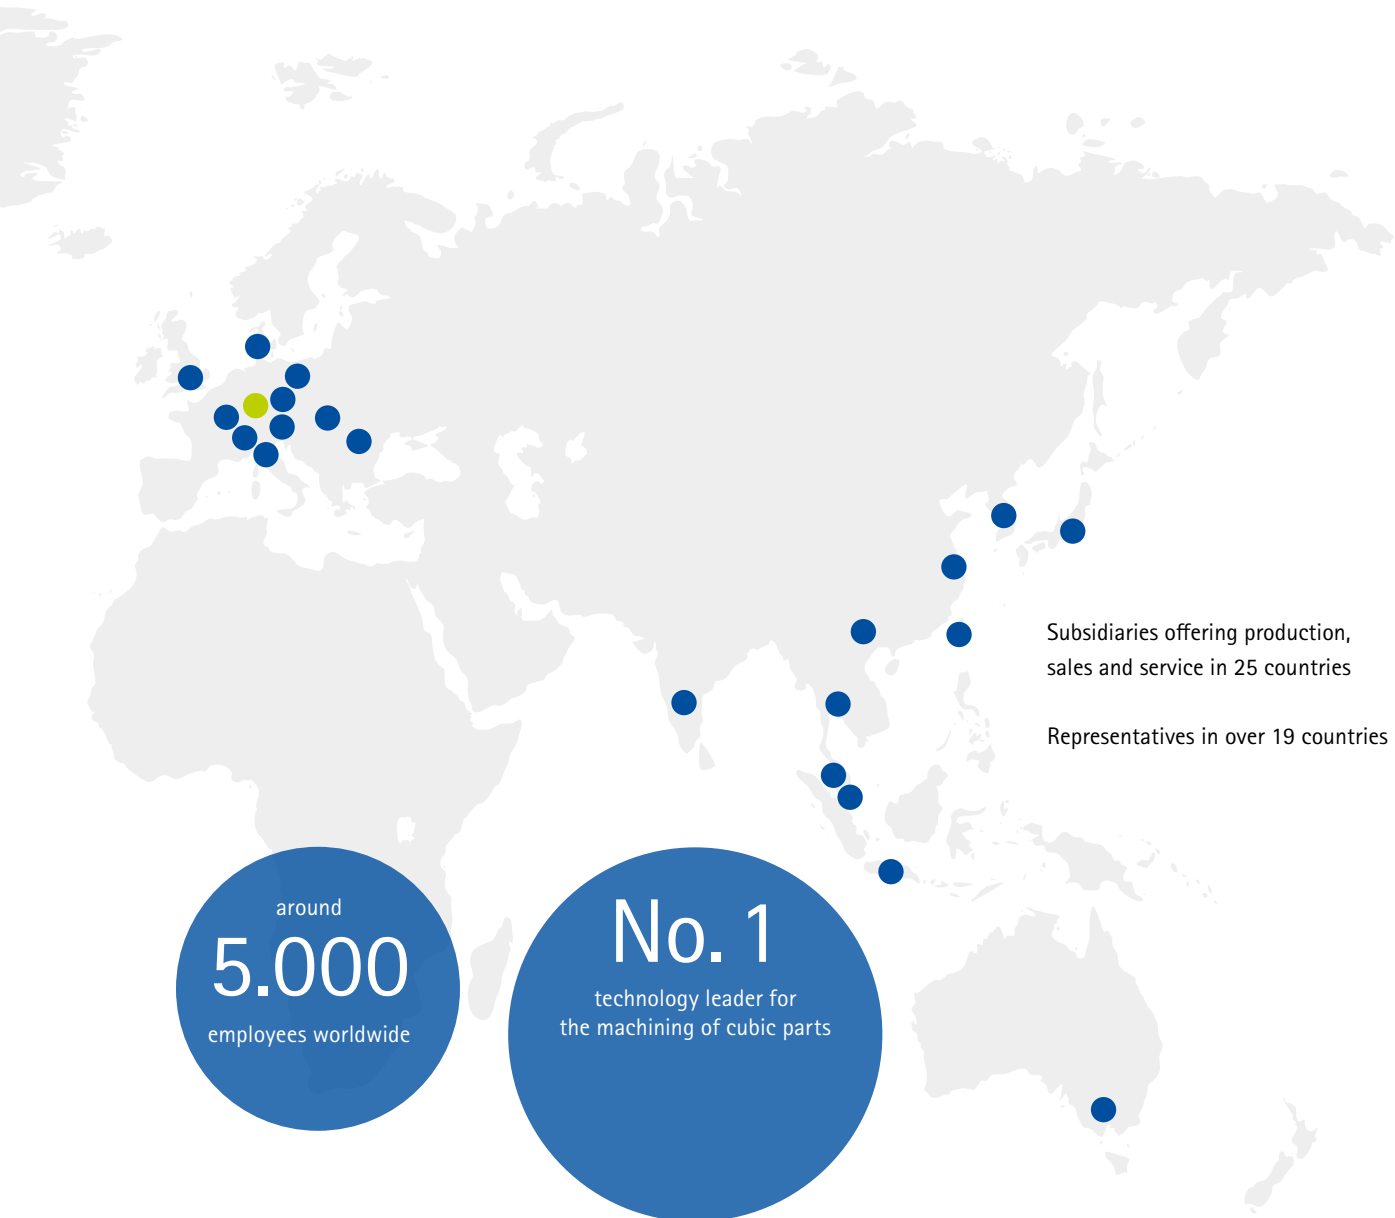 Subsidiaries offering production,
sales and service in 25 countries
Representatives in over 19 countries
around
5.000
employees worldwide
No. 1
technology leader for
the machining of cubic parts